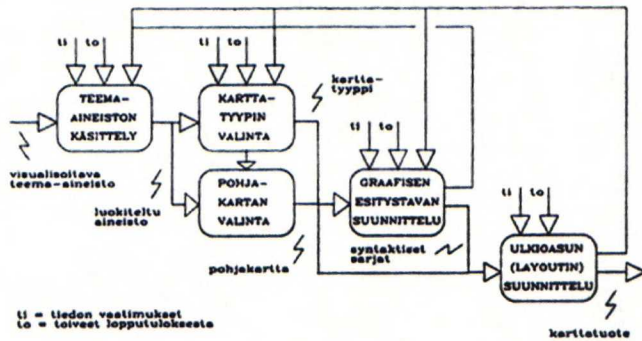 ti to
ti to
TEEMA-
AINEISTON
KÄSITTELY
KARTTA-
TYYPIN
VALINTA
kartta-
tyyppi
visualisoitava
teema-aineisto
luokiteltu
aineisto
POHJA-
KARTAN
VALINTA
pohjakartta
ti to
GRAAFISEN
ESITYSTAVAN
SUUNNITTELU
syntaktiset
sarjat
ti to
ULKOASUN
(LAYOUTIN)
SUUNNITTELU
karttatuote
ti = tiedon vaatimukset
to = toiveet lopputuloksesta